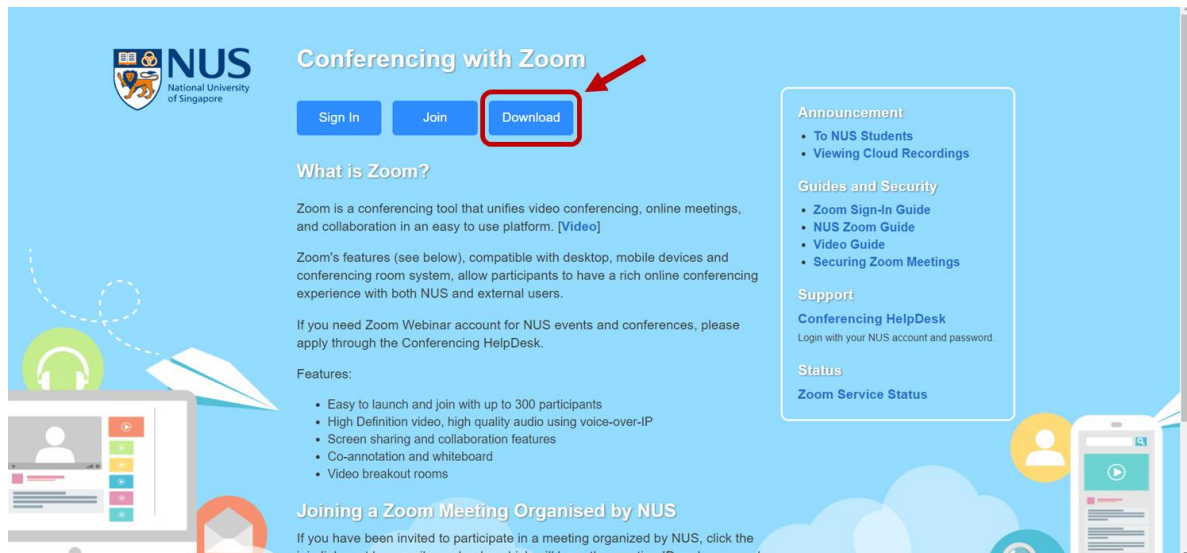 NUS
National University
of Singapore
Conferencing with Zoom
Sign In
Join
Download
What is Zoom?
Zoom is a conferencing tool that unifies video conferencing, online meetings,
and collaboration in an easy to use platform. [Video]
Zoom's features (see below), compatible with desktop, mobile devices and
conferencing room system, allow participants to have a rich online conferencing
experience with both NUS and external users.
If you need Zoom Webinar account for NUS events and conferences, please
apply through the Conferencing HelpDesk.
Features:
• Easy to launch and join with up to 300 participants
• High Definition video, high quality audio using voice-over-IP
• Screen sharing and collaboration features
• Co-annotation and whiteboard
• Video breakout rooms
Joining a Zoom Meeting Organised by NUS
If you have been invited to participate in a meeting organized by NUS, click the
Announcement
• To NUS Students
• Viewing Cloud Recordings
Guides and Security
• Zoom Sign-In Guide
• NUS Zoom Guide
• Video Guide
• Securing Zoom Meetings
Support
Conferencing HelpDesk
Login with your NUS account and password.
Status
Zoom Service Status